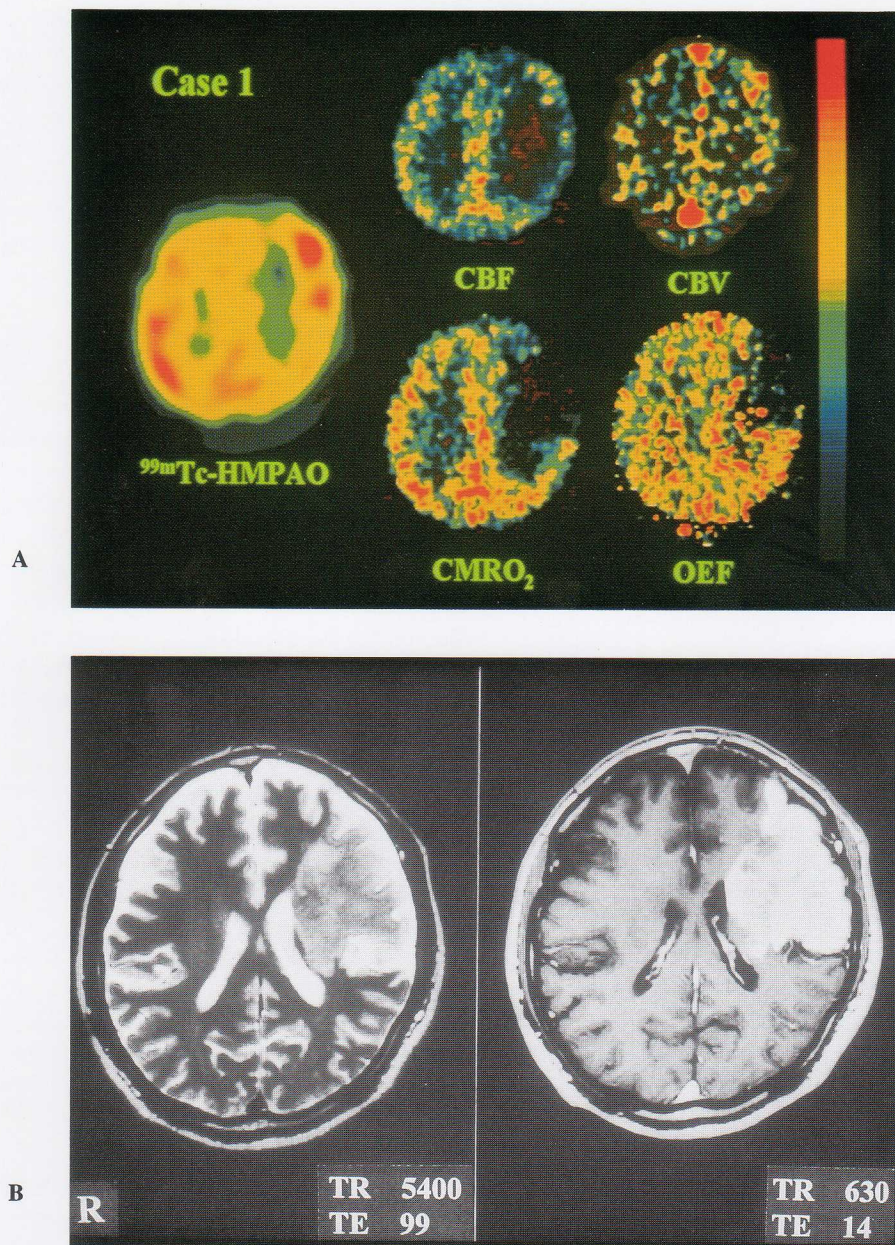 Case 1
CBF
CBV
⁹⁹ᵐTc-HMPAO
CMRO₂
OEF
A
R
TR 5400
TE 99
TR 630
TE 14
B